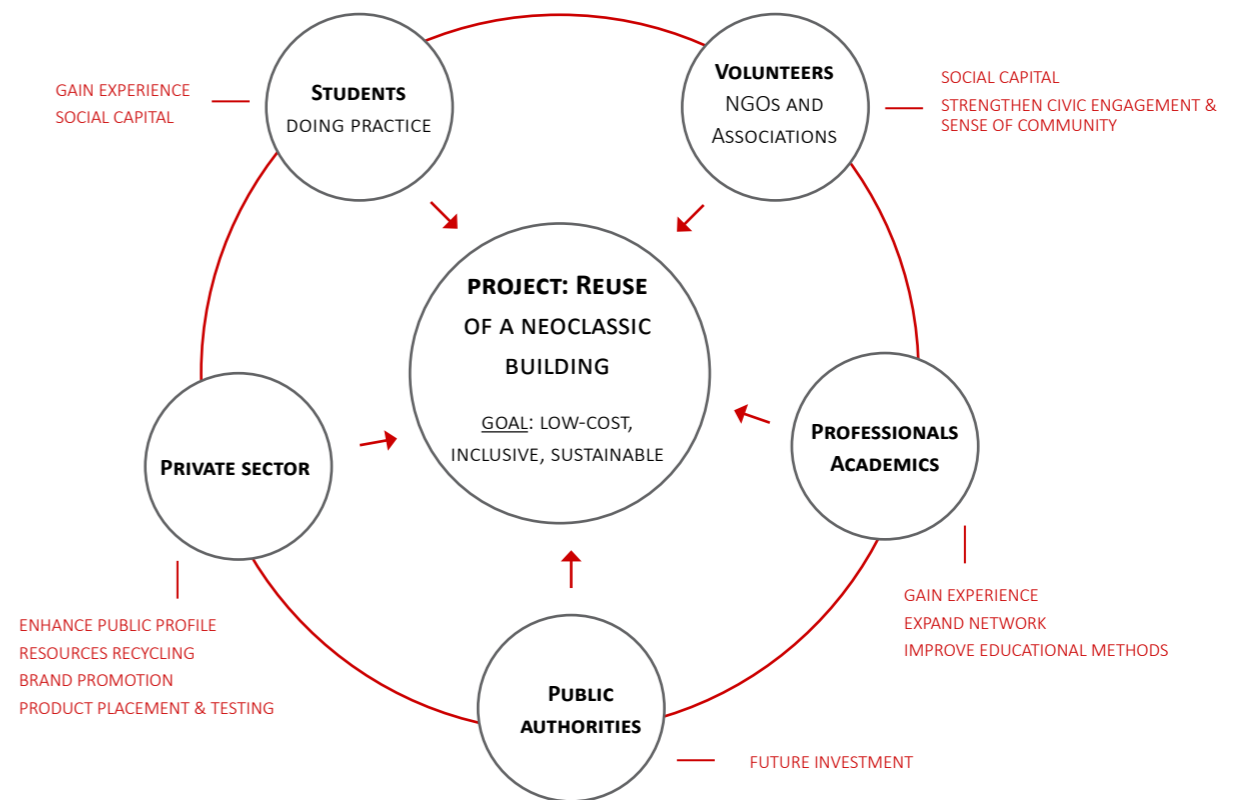 GAIN EXPERIENCE
SOCIAL CAPITAL
STUDENTS
DOING PRACTICE
VOLUNTEERS
NGOS AND
ASSOCIATIONS
SOCIAL CAPITAL
STRENGTHEN CIVIC ENGAGEMENT &
SENSE OF COMMUNITY
PROJECT: REUSE
OF A NEOCLASSIC
BUILDING
GOAL: LOW-COST,
INCLUSIVE, SUSTAINABLE
PRIVATE SECTOR
PROFESSIONALS
ACADEMICS
ENHANCE PUBLIC PROFILE
RESOURCES RECYCLING
BRAND PROMOTION
PRODUCT PLACEMENT & TESTING
GAIN EXPERIENCE
EXPAND NETWORK
IMPROVE EDUCATIONAL METHODS
PUBLIC
AUTHORITIES
FUTURE INVESTMENT